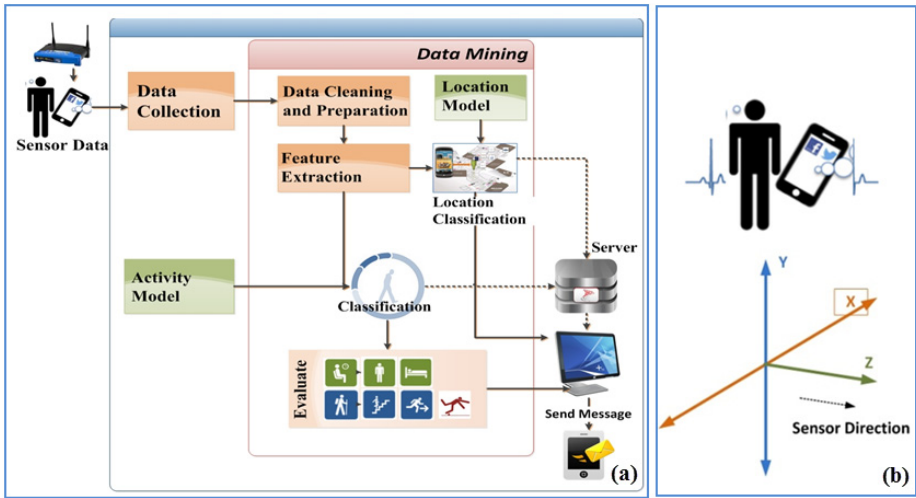 Data Mining
Sensor Data
Data
Collection
Data Cleaning
and Preparation
Location
Model
Feature
Extraction
Location
Classification
Server
Activity
Model
Classification
Evaluate
Send Message
(a)
Y
X
Z
Sensor Direction
(b)